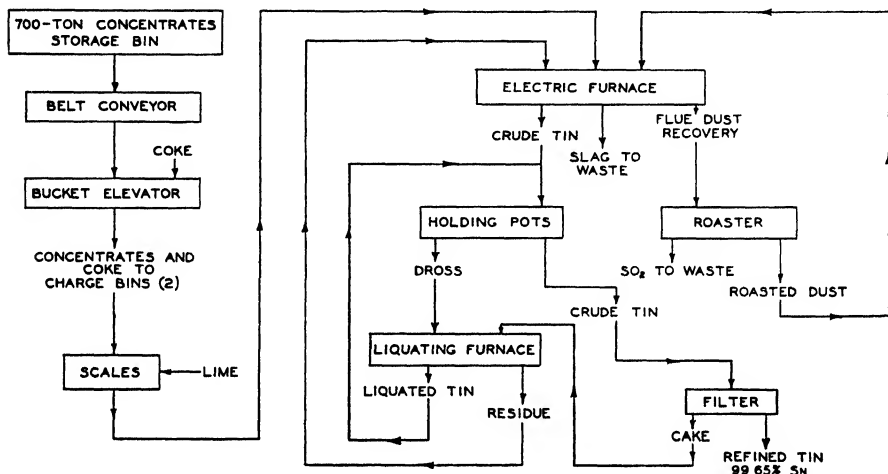 700-TON CONCENTRATES
STORAGE BIN
BELT CONVEYOR
COKE
BUCKET ELEVATOR
CONCENTRATES AND
COKE TO
CHARGE BINS (2)
SCALES
LIME
ELECTRIC FURNACE
CRUDE TIN
SLAG TO
WASTE
FLUE DUST
RECOVERY
HOLDING POTS
ROASTER
DROSS
SO₂ TO WASTE
ROASTED DUST
CRUDE TIN
LIQUATING FURNACE
LIQUATED TIN
RESIDUE
FILTER
CAKE
REFINED TIN
99 65% SN